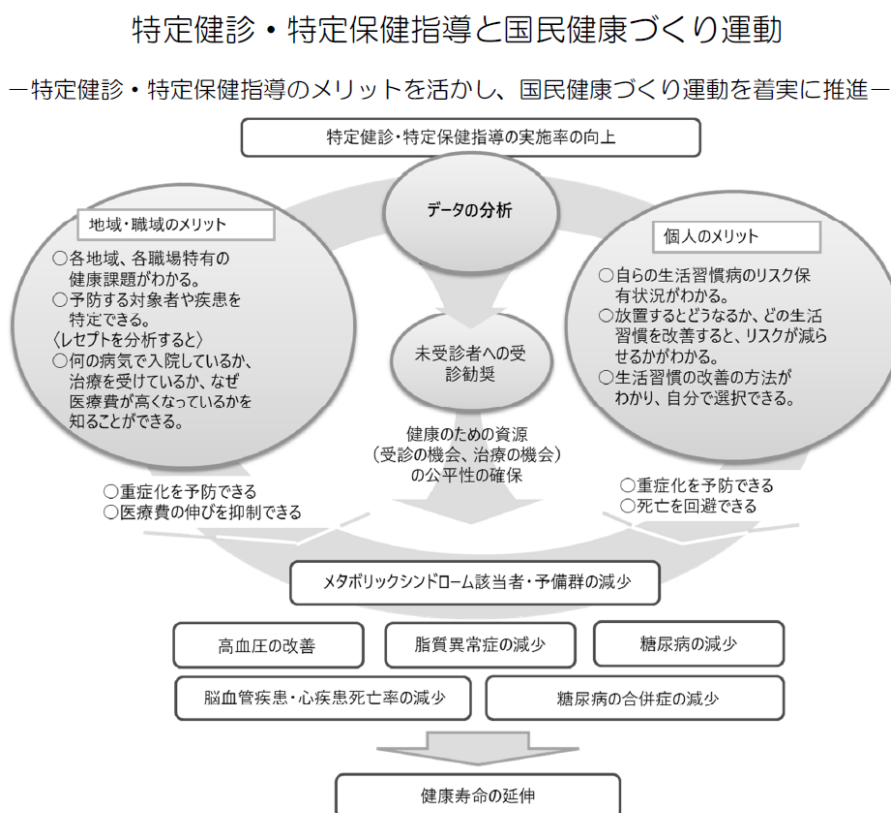 特定健診・特定保健指導と国民健康づくり運動
－特定健診・特定保健指導のメリットを活かし、国民健康づくり運動を着実に推進－
特定健診・特定保健指導の実施率の向上
データの分析
地域・職域のメリット
○各地域、各職場特有の
健康課題がわかる。
○予防する対象者や疾患を
特定できる。
〈レセプトを分析すると〉
○何の病気で入院しているか、
治療を受けているか、なぜ
医療費が高くなっているかを
知ることができる。
○重症化を予防できる
○医療費の伸びを抑制できる
未受診者への受
診勧奨
健康のための資源
（受診の機会、治療の機会）
の公平性の確保
個人のメリット
○自らの生活習慣病のリスク保
有状況がわかる。
○放置するとどうなるか、どの生活
習慣を改善すると、リスクが減ら
せるかがわかる。
○生活習慣の改善の方法が
わかり、自分で選択できる。
○重症化を予防できる
○死亡を回避できる
メタボリックシンドローム該当者・予備群の減少
高血圧の改善
脂質異常症の減少
糖尿病の減少
脳血管疾患・心疾患死亡率の減少
糖尿病の合併症の減少
健康寿命の延伸